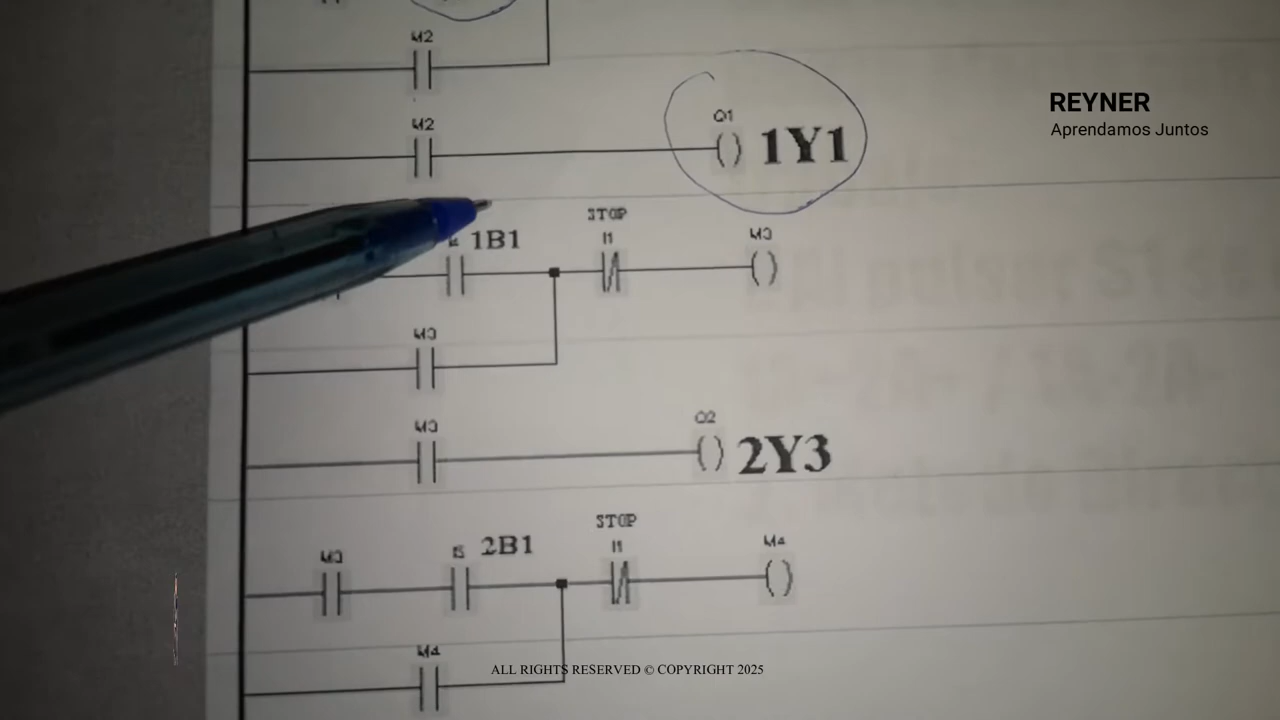 M2
M2
Q1
1Y1
REYNER
Aprendamos Juntos
STOP
1B1
I1
M3
M3
M3
Q2
2Y3
STOP
M3
I5
2B1
I1
M4
M4
ALL RIGHTS RESERVED © COPYRIGHT 2025